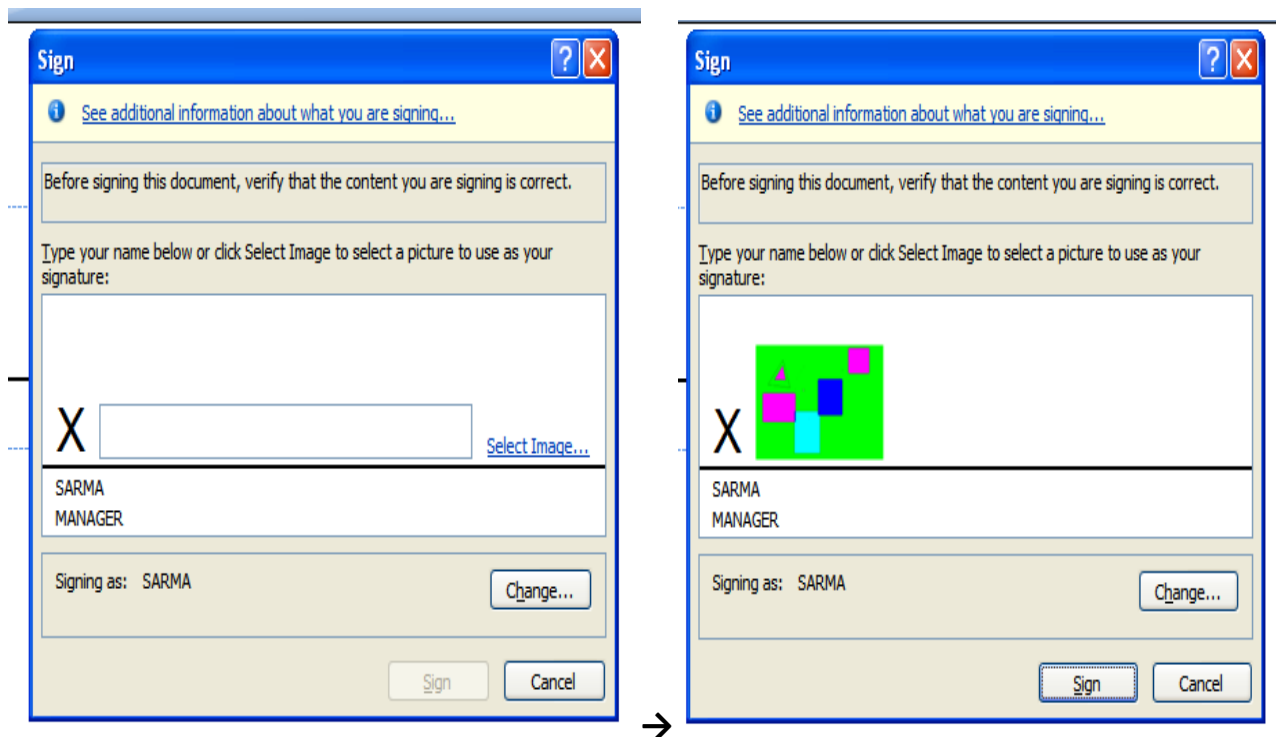 Sign
See additional information about what you are signing...
Before signing this document, verify that the content you are signing is correct.
Type your name below or click Select Image to select a picture to use as your
signature:
X
Select Image...
SARMA
MANAGER
Signing as: SARMA
Change...
Sign
Cancel
→
Sign
See additional information about what you are signing...
Before signing this document, verify that the content you are signing is correct.
Type your name below or click Select Image to select a picture to use as your
signature:
X
SARMA
MANAGER
Signing as: SARMA
Change...
Sign
Cancel